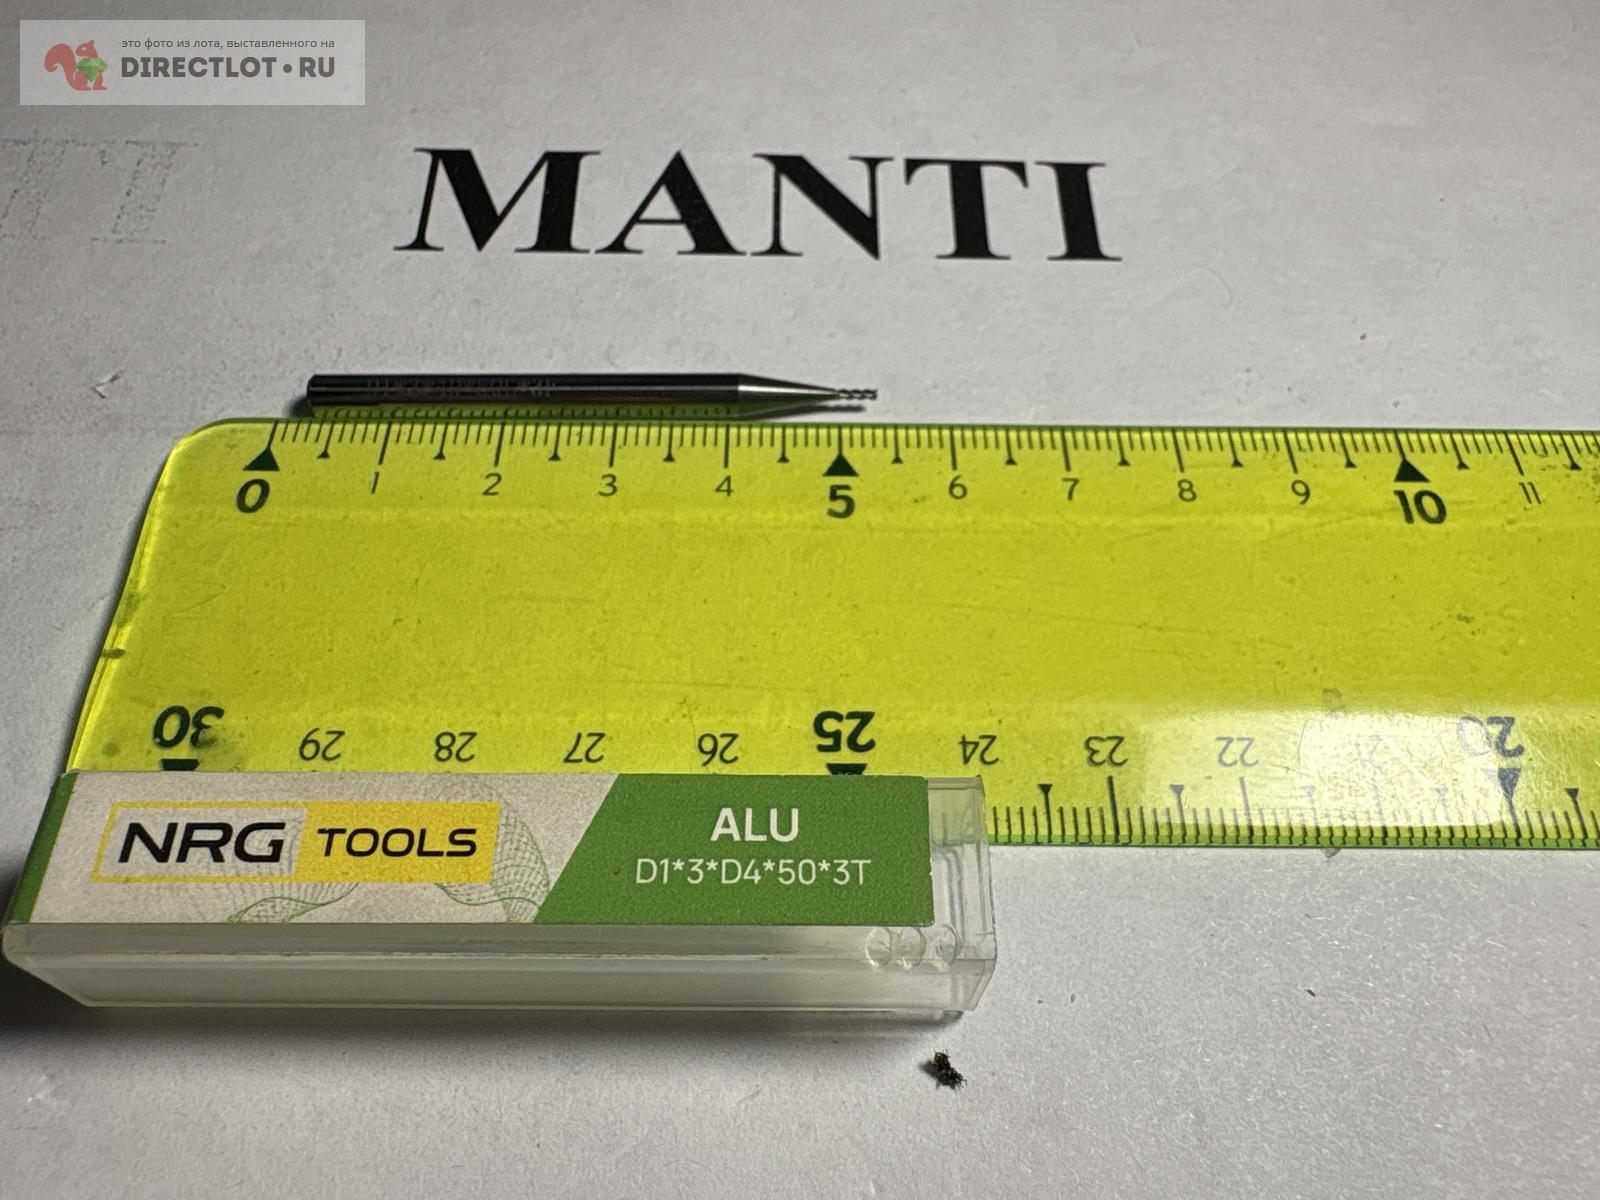 это фото из лота, выставленного на
DIRECTLOT•RU
MANTI
0 1 2 3 4 5 6 7 8 9 10 11
30 29 28 27 26 25 24 23 22 21 20
NRG TOOLS
ALU
D1*3*D4*50*3T